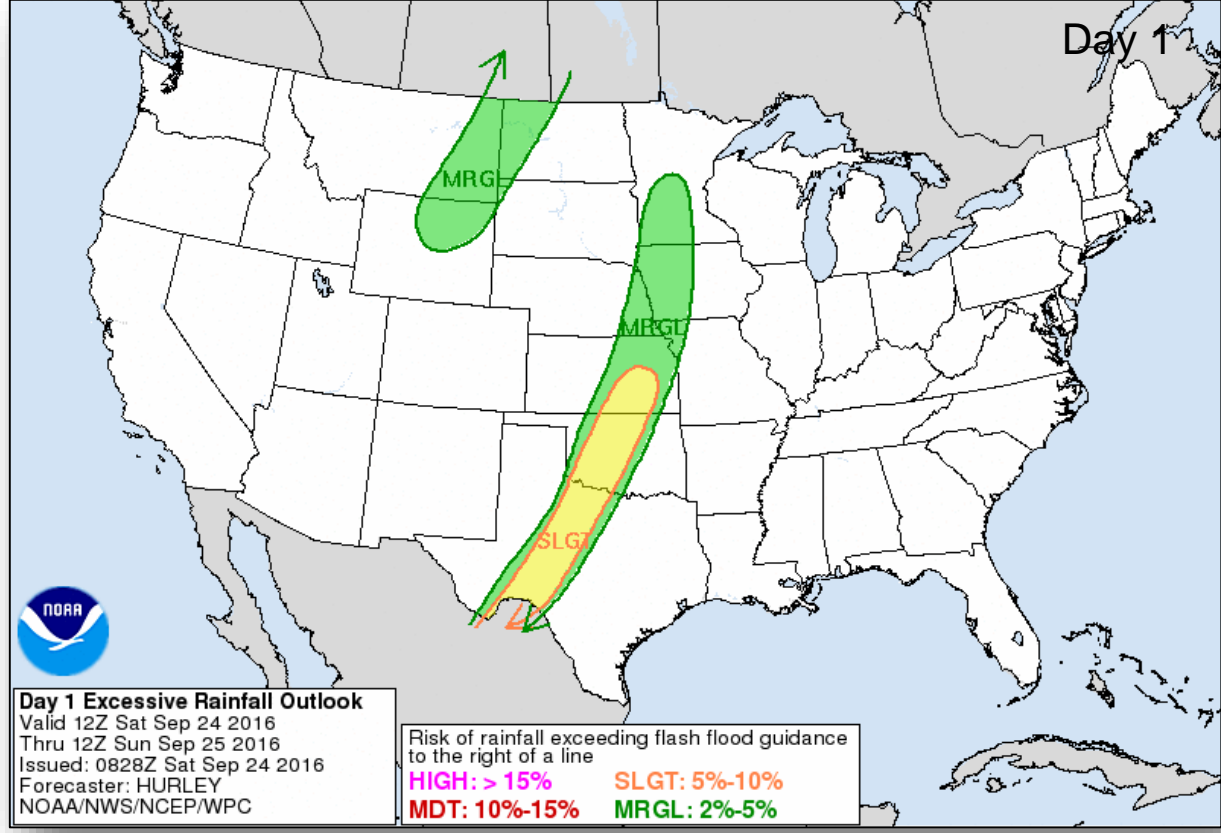 Day 1
MRGL
MRGL
SLGT
NOAA
Day 1 Excessive Rainfall Outlook
Valid 12Z Sat Sep 24 2016
Thru 12Z Sun Sep 25 2016
Issued: 0828Z Sat Sep 24 2016
Forecaster: HURLEY
NOAA/NWS/NCEP/WPC
Risk of rainfall exceeding flash flood guidance
to the right of a line
HIGH: > 15% SLGT: 5%-10%
MDT: 10%-15% MRGL: 2%-5%